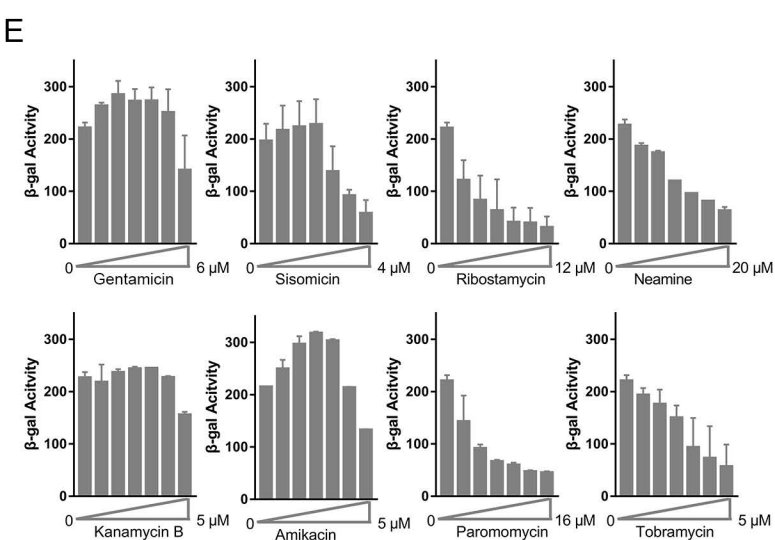 E
β-gal Acitvity
300
200
100
0
0
6 μM
Gentamicin
β-gal Acitvity
300
200
100
0
0
4 μM
Sisomicin
β-gal Acitvity
300
200
100
0
0
12 μM
Ribostamycin
β-gal Acitvity
300
200
100
0
0
20 μM
Neamine
β-gal Acitvity
300
200
100
0
0
5 μM
Kanamycin B
β-gal Acitvity
300
200
100
0
0
5 μM
Amikacin
β-gal Acitvity
300
200
100
0
0
16 μM
Paromomycin
β-gal Acitvity
300
200
100
0
0
5 μM
Tobramycin